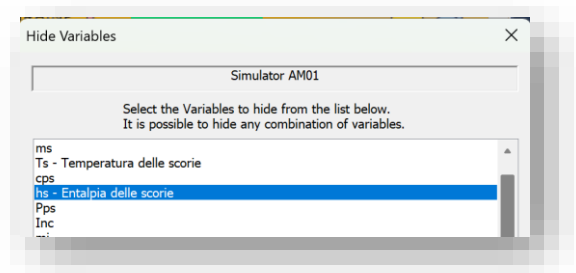 Hide Variables
Simulator AM01
Select the Variables to hide from the list below.
It is possible to hide any combination of variables.
ms
Ts - Temperatura delle scorie
cps
hs - Entalpia delle scorie
Pps
Inc